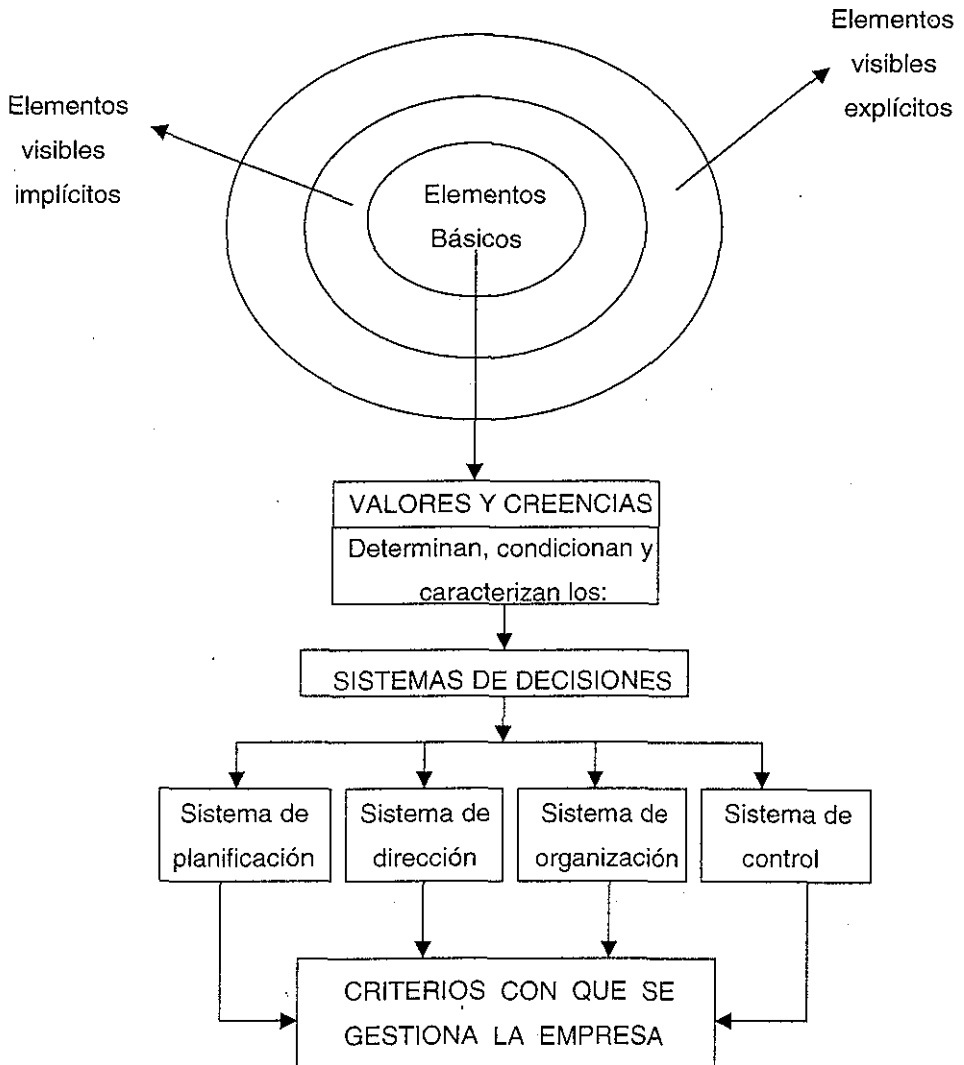 Elementos
visibles
explícitos
Elementos
visibles
implícitos
Elementos
Básicos
VALORES Y CREENCIAS
Determinan, condicionan y
caracterizan los:
SISTEMAS DE DECISIONES
Sistema de
planificación
Sistema de
dirección
Sistema de
organización
Sistema de
control
CRITERIOS CON QUE SE
GESTIONA LA EMPRESA